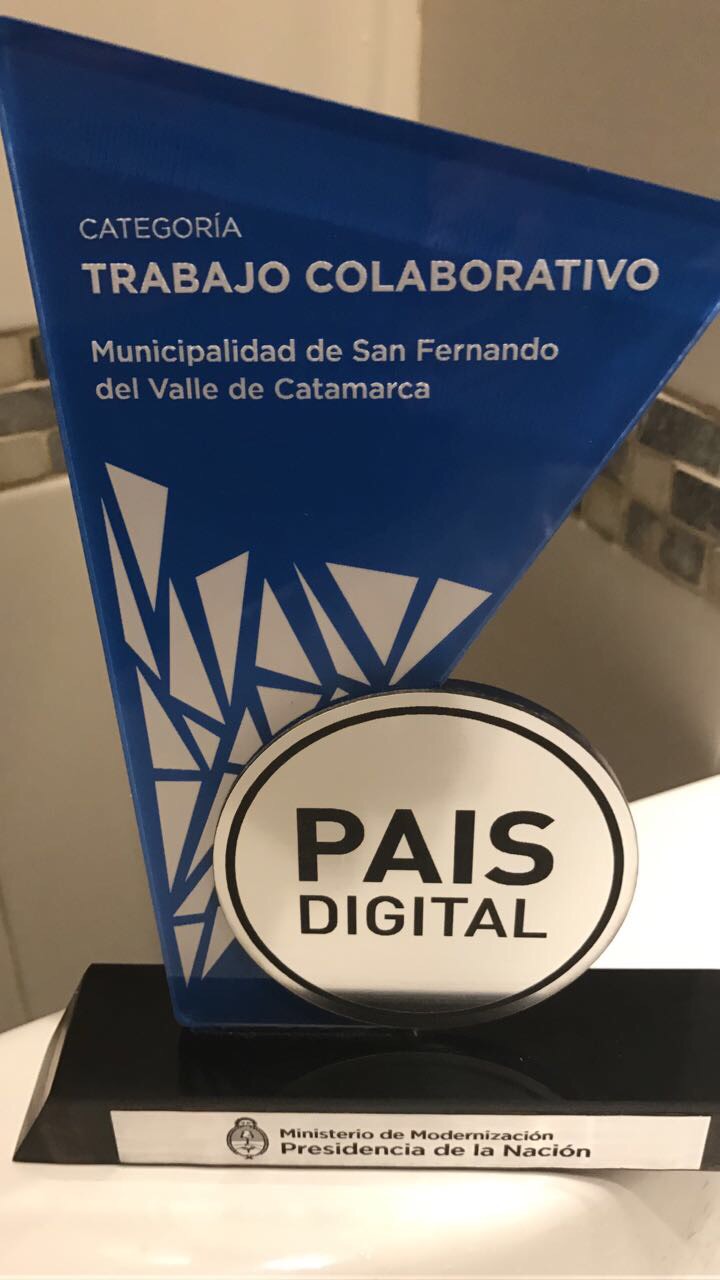 CATEGORÍA
TRABAJO COLABORATIVO
Municipalidad de San Fernando
del Valle de Catamarca
PAIS
DIGITAL
Ministerio de Modernización
Presidencia de la Nación